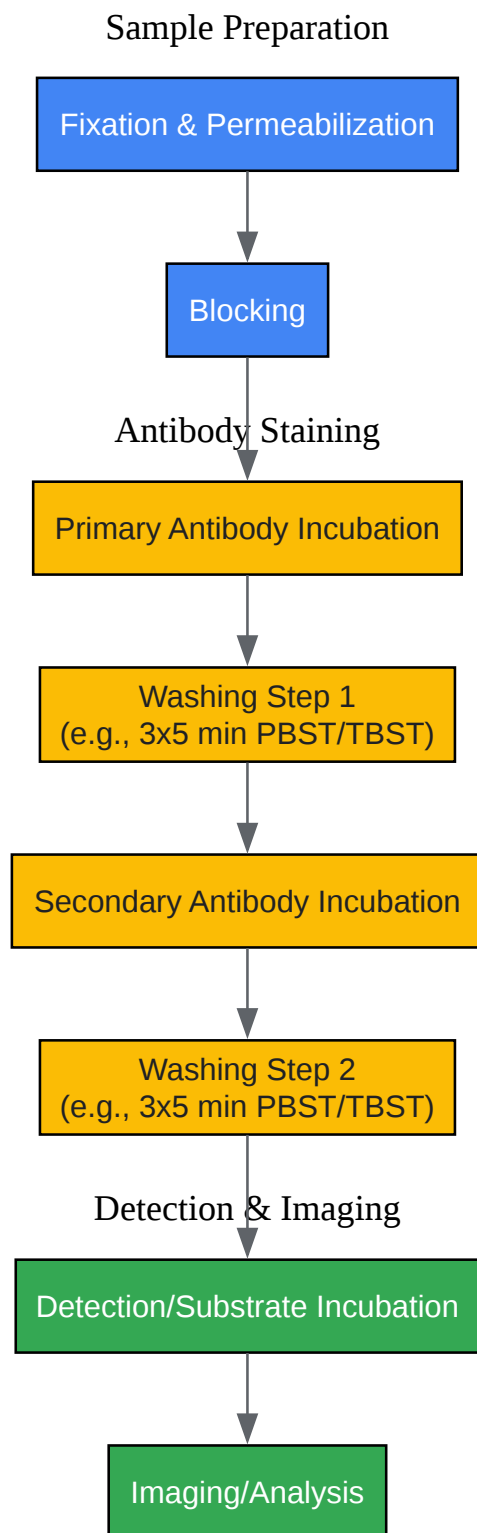 Sample Preparation
Fixation & Permeabilization
Blocking
Antibody Staining
Primary Antibody Incubation
Washing Step 1
(e.g., 3x5 min PBST/TBST)
Secondary Antibody Incubation
Washing Step 2
(e.g., 3x5 min PBST/TBST)
Detection & Imaging
Detection/Substrate Incubation
Imaging/Analysis